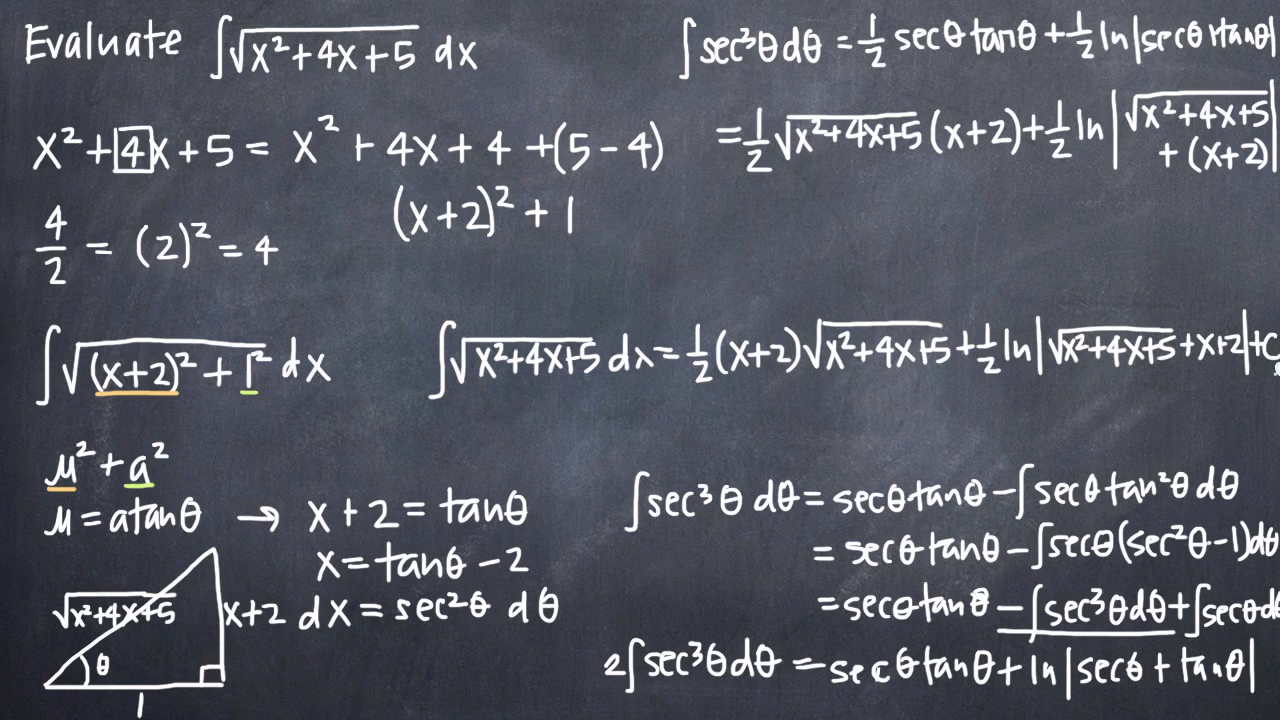 Evaluate ∫√(x²+4x+5) dx
x²+4x+5 = x²+4x+4+(5-4)
(x+2)²+1
4/2 = (2)² = 4
∫√((x+2)²+1²) dx
u²+a²
u = a tanθ → x+2 = tanθ
x = tanθ - 2
dx = sec²θ dθ
√(x²+4x+5)
x+2
θ
1
∫sec³θ dθ = 1/2 secθ tanθ + 1/2 ln|secθ + tanθ|
= 1/2 √(x²+4x+5) (x+2) + 1/2 ln|√(x²+4x+5)
+ (x+2)|
∫√(x²+4x+5) dx = 1/2 (x+2)√(x²+4x+5) + 1/2 ln|√(x²+4x+5) + x+2| + C
∫sec³θ dθ = secθ tanθ - ∫secθ tan²θ dθ
= secθ tanθ - ∫secθ (sec²θ - 1) dθ
= secθ tanθ - ∫sec³θ dθ + ∫secθ dθ
2∫sec³θ dθ = secθ tanθ + ln|secθ + tanθ|